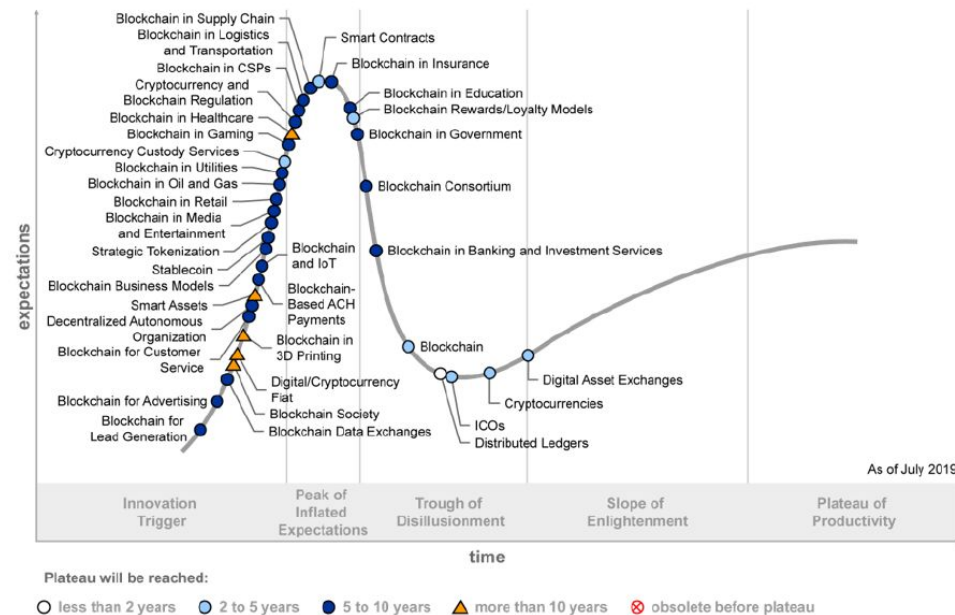 Blockchain in Supply Chain
Blockchain in Logistics
and Transportation
Blockchain in CSPs
Cryptocurrency and
Blockchain Regulation
Blockchain in Healthcare
Blockchain in Gaming
Cryptocurrency Custody Services
Blockchain in Utilities
Blockchain in Oil and Gas
Blockchain in Retail
Blockchain in Media
and Entertainment
Strategic Tokenization
Stablecoin
Blockchain Business Models
Smart Assets
Decentralized Autonomous
Organization
Blockchain for Customer
Service
Blockchain for Advertising
Blockchain for
Lead Generation
Smart Contracts
Blockchain in Insurance
Blockchain in Education
Blockchain Rewards/Loyalty Models
Blockchain in Government
Blockchain Consortium
Blockchain in Banking and Investment Services
Blockchain
and IoT
Blockchain-
Based ACH
Payments
Blockchain in
3D Printing
Digital/Cryptocurrency
Fiat
Blockchain Society
Blockchain Data Exchanges
Blockchain
ICOs
Distributed Ledgers
Cryptocurrencies
Digital Asset Exchanges
expectations
As of July 2019
Innovation
Trigger
Peak of
Inflated
Expectations
Trough of
Disillusionment
Slope of
Enlightenment
Plateau of
Productivity
time
Plateau will be reached:
less than 2 years
2 to 5 years
5 to 10 years
more than 10 years
obsolete before plateau